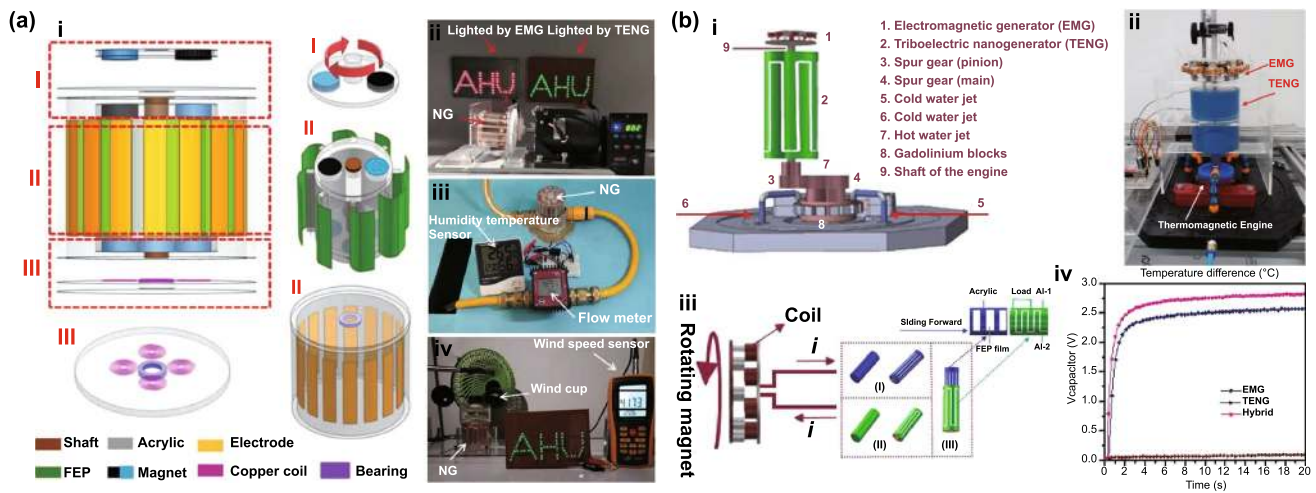 (a)
i
I
II
III
I
II
II
III
Shaft
Acrylic
Electrode
FEP
Magnet
Copper coil
Bearing
ii
Lighted by EMG Lighted by TENG
AHU
AHU
NG
iii
NG
Humidity temperature
Sensor
Flow meter
iv
Wind speed sensor
Wind cup
4173
AHU
NG
(b)
i
1
9
2
7
3
4
6
5
8
1. Electromagnetic generator (EMG)
2. Triboelectric nanogenerator (TENG)
3. Spur gear (pinion)
4. Spur gear (main)
5. Cold water jet
6. Cold water jet
7. Hot water jet
8. Gadolinium blocks
9. Shaft of the engine
ii
EMG
TENG
Thermomagnetic Engine
iii
Rotating magnet
Coil
i
i
(I)
(II)
(III)
Acrylic
Load
Al-1
SIding Forward
FEP film
Al-2
iv
Temperature difference (°C)
Vcapacitor (V)
3.0
2.5
2.0
1.5
1.0
0.5
0.0
EMG
TENG
Hybrid
0 2 4 6 8 10 12 14 16 18 20
Time (s)